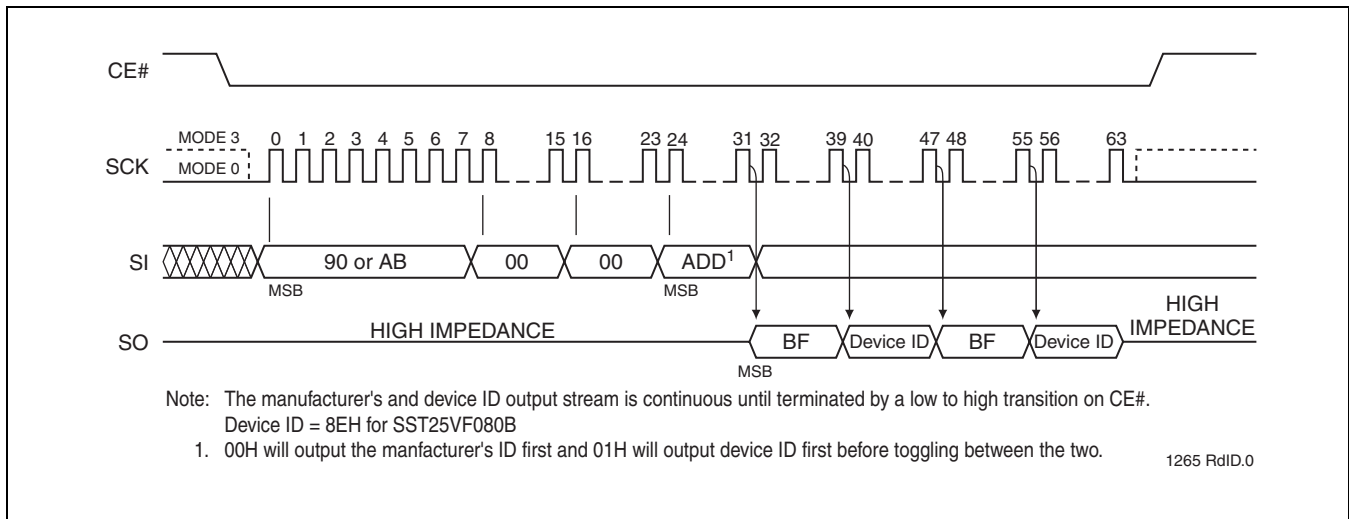 CE#
MODE 3 0 1 2 3 4 5 6 7 8 15 16 23 24 31 32 39 40 47 48 55 56 63
SCK MODE 0
SI 90 or AB 00 00 ADD1
MSB MSB
HIGH IMPEDANCE
HIGH IMPEDANCE
SO BF Device ID BF Device ID
MSB
Note: The manufacturer's and device ID output stream is continuous until terminated by a low to high transition on CE#.
Device ID = 8EH for SST25VF080B
1. 00H will output the manfacturer's ID first and 01H will output device ID first before toggling between the two.
1265 RdID.0